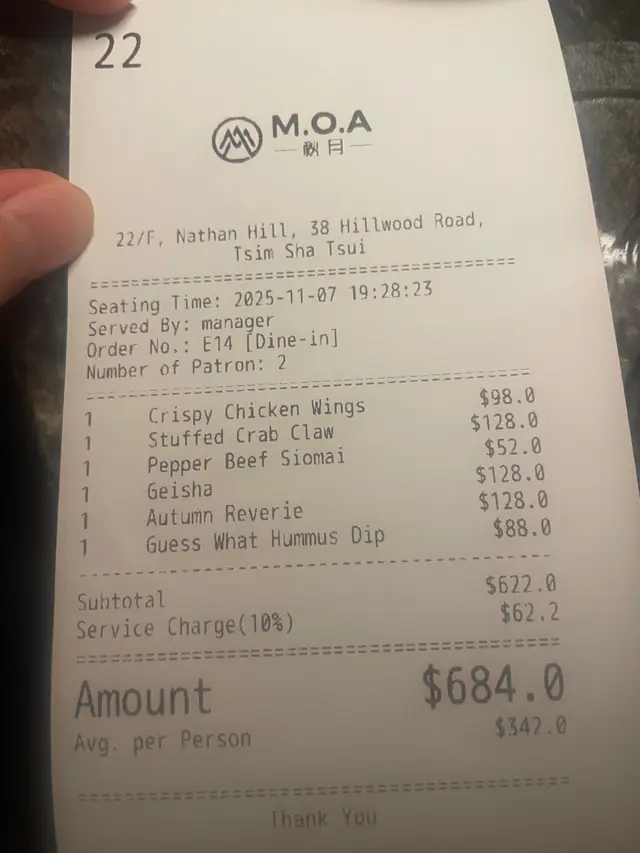 22
M.O.A
秋月
22/F, Nathan Hill, 38 Hillwood Road,
Tsim Sha Tsui
Seating Time: 2025-11-07 19:28:23
Served By: manager
Order No.: E14 [Dine-in]
Number of Patron: 2
1 Crispy Chicken Wings $98.0
1 Stuffed Crab Claw $128.0
1 Pepper Beef Siomai $52.0
1 Geisha $128.0
1 Autumn Reverie $128.0
1 Guess What Hummus Dip $88.0
Subtotal $622.0
Service Charge(10%) $62.2
Amount $684.0
Avg. per Person $342.0
Thank You